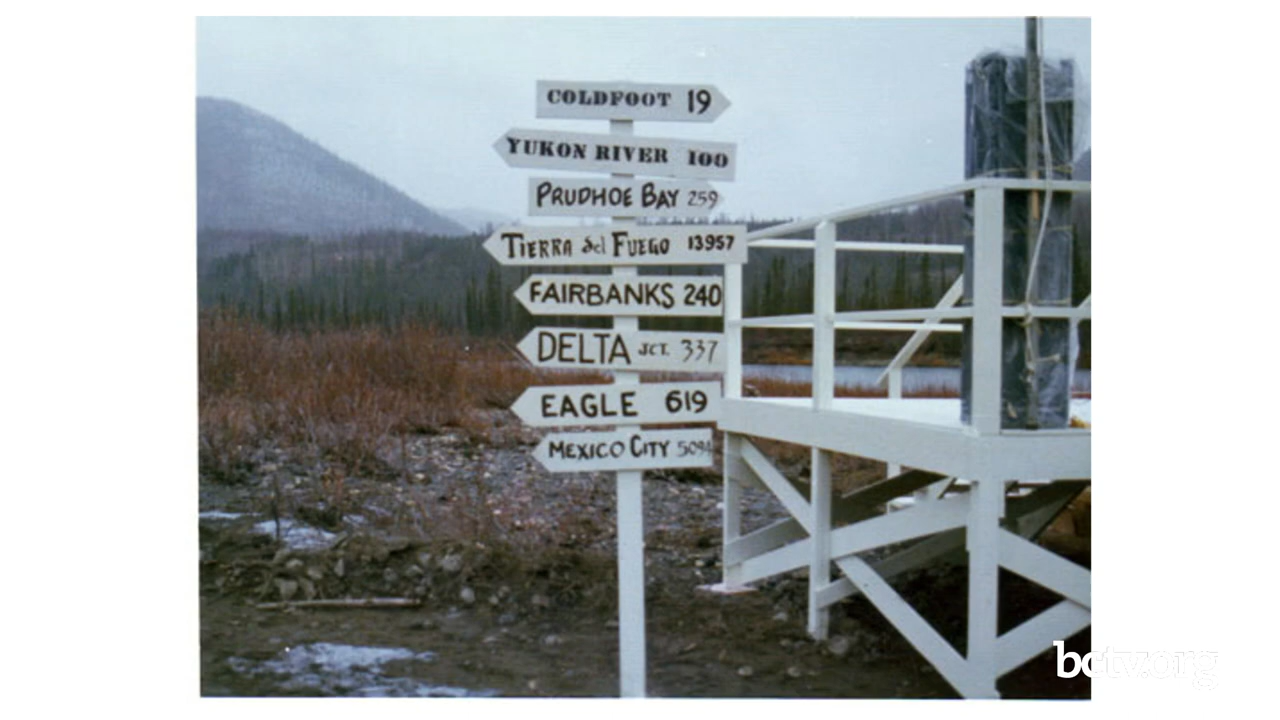 COLDFOOT 19
YUKON RIVER 100
PRUDHOE BAY 259
TIERRA del FUEGO 13957
FAIRBANKS 240
DELTA JCT. 337
EAGLE 619
MEXICO CITY 5094
bctv.org